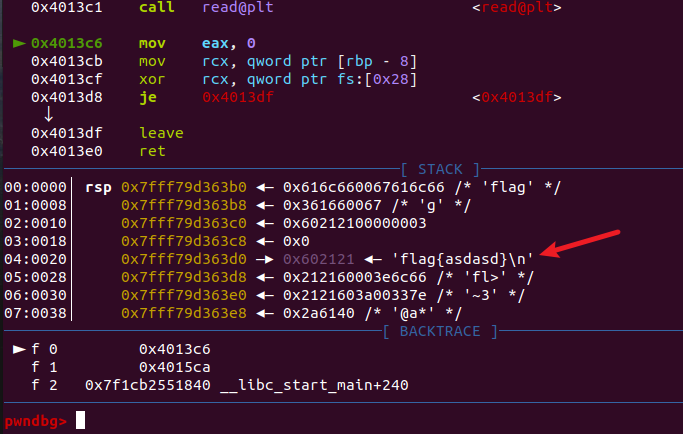 0x4013c1 call read@plt <read@plt>
► 0x4013c6 mov eax, 0
0x4013cb mov rcx, qword ptr [rbp - 8]
0x4013cf xor rcx, qword ptr fs:[0x28]
0x4013d8 je 0x4013df <0x4013df>
↓
0x4013df leave
0x4013e0 ret
[ STACK ]
00:0000│ rsp 0x7fff79d363b0 ◄— 0x616c660067616c66 /* 'flag' */
01:0008│ 0x7fff79d363b8 ◄— 0x361660067 /* 'g' */
02:0010│ 0x7fff79d363c0 ◄— 0x60212100000003
03:0018│ 0x7fff79d363c8 ◄— 0x0
04:0020│ 0x7fff79d363d0 —► 0x602121 ◄— 'flag{asdasd}\n'
05:0028│ 0x7fff79d363d8 ◄— 0x212160003e6c66 /* 'fl>' */
06:0030│ 0x7fff79d363e0 ◄— 0x2121603a00337e /* '~3' */
07:0038│ 0x7fff79d363e8 ◄— 0x2a6140 /* '@a*' */
[ BACKTRACE ]
► f 0 0x4013c6
f 1 0x4015ca
f 2 0x7f1cb2551840 __libc_start_main+240
pwndbg>